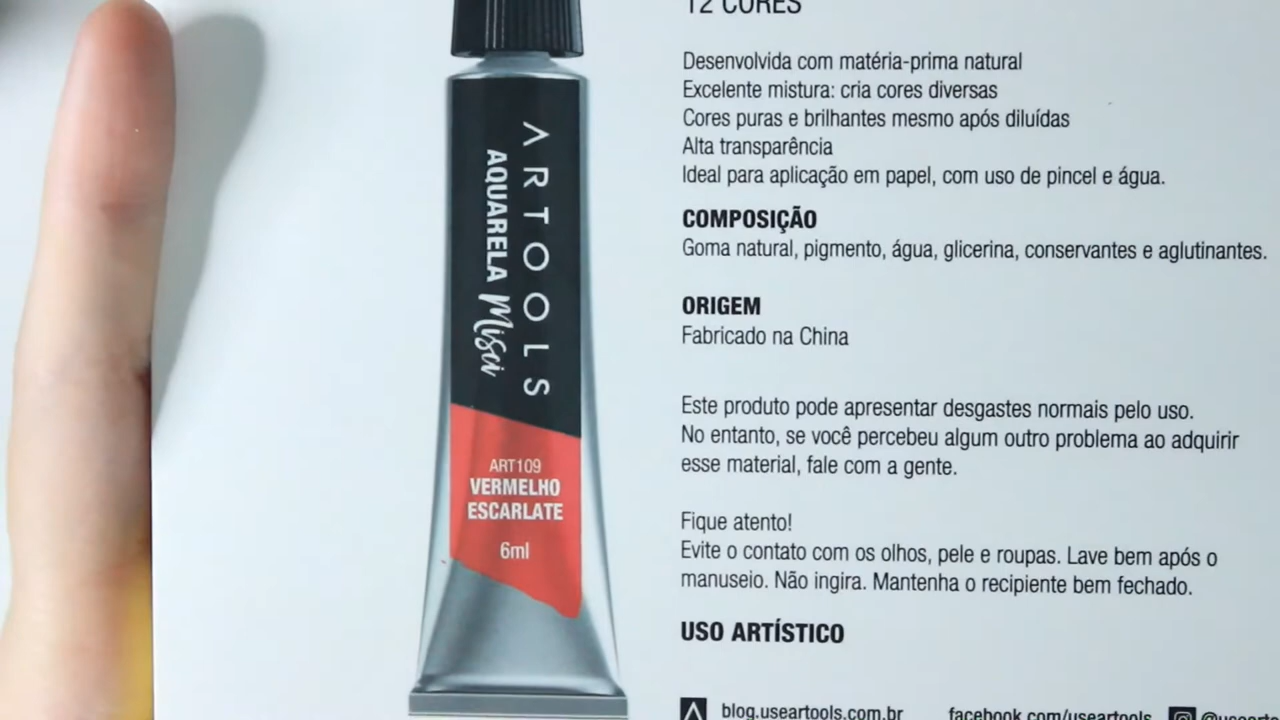 ARTOOLS
AQUARELA Misci
ART109
VERMELHO
ESCARLATE
6ml
12 CORES
Desenvolvida com matéria-prima natural
Excelente mistura: cria cores diversas
Cores puras e brilhantes mesmo após diluídas
Alta transparência
Ideal para aplicação em papel, com uso de pincel e água.
COMPOSIÇÃO
Goma natural, pigmento, água, glicerina, conservantes e aglutinantes.
ORIGEM
Fabricado na China
Este produto pode apresentar desgastes normais pelo uso.
No entanto, se você percebeu algum outro problema ao adquirir
esse material, fale com a gente.
Fique atento!
Evite o contato com os olhos, pele e roupas. Lave bem após o
manuseio. Não ingira. Mantenha o recipiente bem fechado.
USO ARTÍSTICO
blog.useartools.com.br facebook.com/useartools